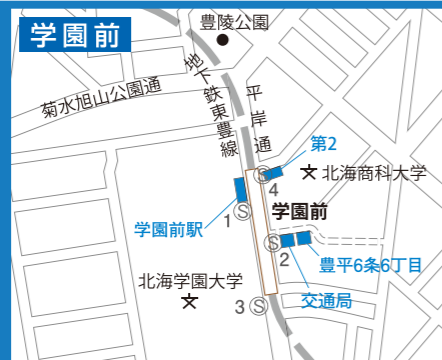 学園前
豊陵公園
菊水旭山公園通
地下鉄東豊線
平岸通
第2
S
4
北海商科大学
学園前
S
1
学園前駅
S
2
豊平6条6丁目
交通局
北海学園大学
3 S